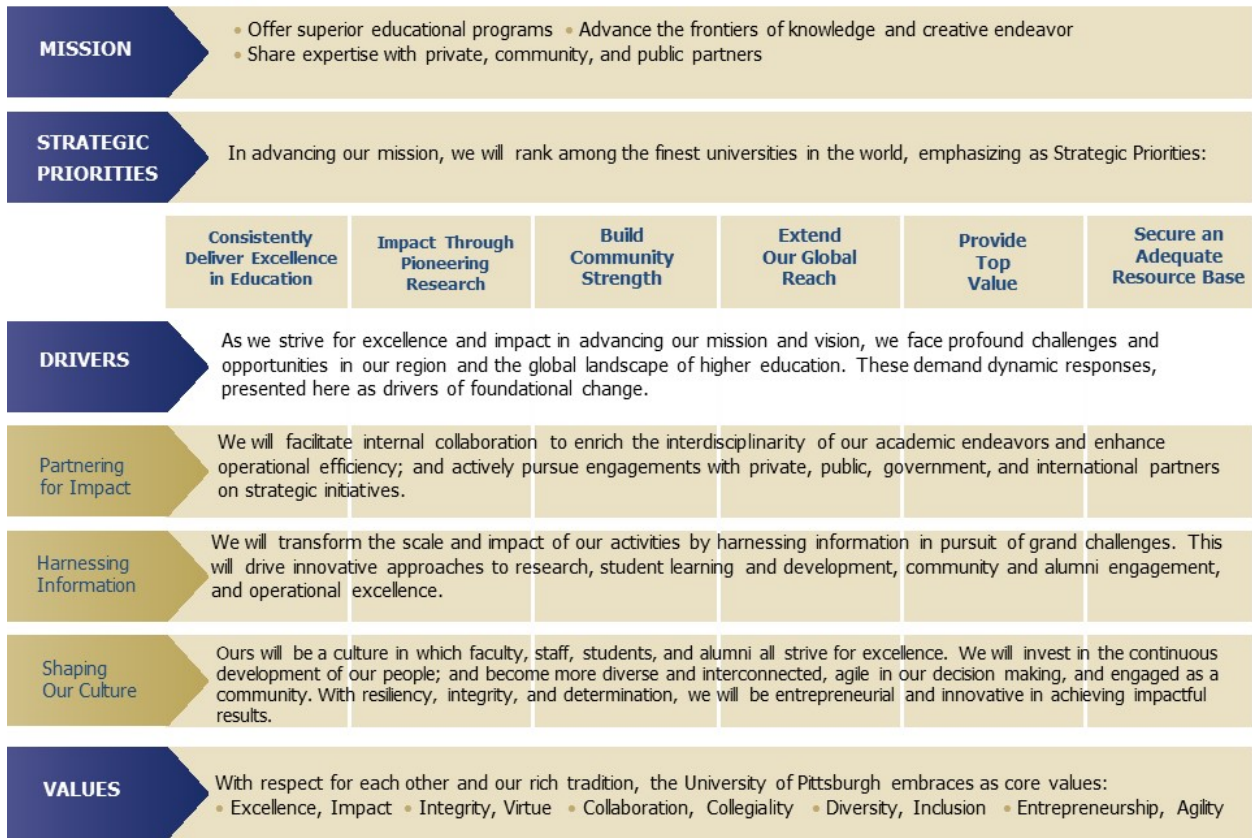 MISSION
• Offer superior educational programs • Advance the frontiers of knowledge and creative endeavor
• Share expertise with private, community, and public partners
STRATEGIC
PRIORITIES
In advancing our mission, we will rank among the finest universities in the world, emphasizing as Strategic Priorities:
Consistently
Deliver Excellence
in Education
Impact Through
Pioneering
Research
Build
Community
Strength
Extend
Our Global
Reach
Provide
Top
Value
Secure an
Adequate
Resource Base
DRIVERS
As we strive for excellence and impact in advancing our mission and vision, we face profound challenges and
opportunities in our region and the global landscape of higher education. These demand dynamic responses,
presented here as drivers of foundational change.
Partnering
for Impact
We will facilitate internal collaboration to enrich the interdisciplinarity of our academic endeavors and enhance
operational efficiency; and actively pursue engagements with private, public, government, and international partners
on strategic initiatives.
Harnessing
Information
We will transform the scale and impact of our activities by harnessing information in pursuit of grand challenges. This
will drive innovative approaches to research, student learning and development, community and alumni engagement,
and operational excellence.
Shaping
Our Culture
Ours will be a culture in which faculty, staff, students, and alumni all strive for excellence. We will invest in the continuous
development of our people; and become more diverse and interconnected, agile in our decision making, and engaged as a
community. With resiliency, integrity, and determination, we will be entrepreneurial and innovative in achieving impactful
results.
VALUES
With respect for each other and our rich tradition, the University of Pittsburgh embraces as core values:
• Excellence, Impact • Integrity, Virtue • Collaboration, Collegiality • Diversity, Inclusion • Entrepreneurship, Agility